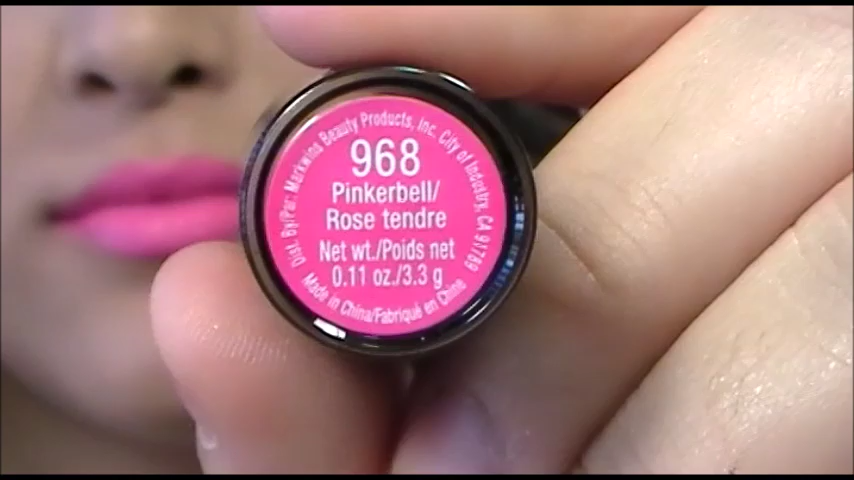 Dist. By/Par: Markwins Beauty Products, Inc. City of Industry, CA 91789
968
Pinkerbell/
Rose tendre
Net wt./Poids net
0.11 oz./3.3 g
Made in China/Fabriqué en Chine